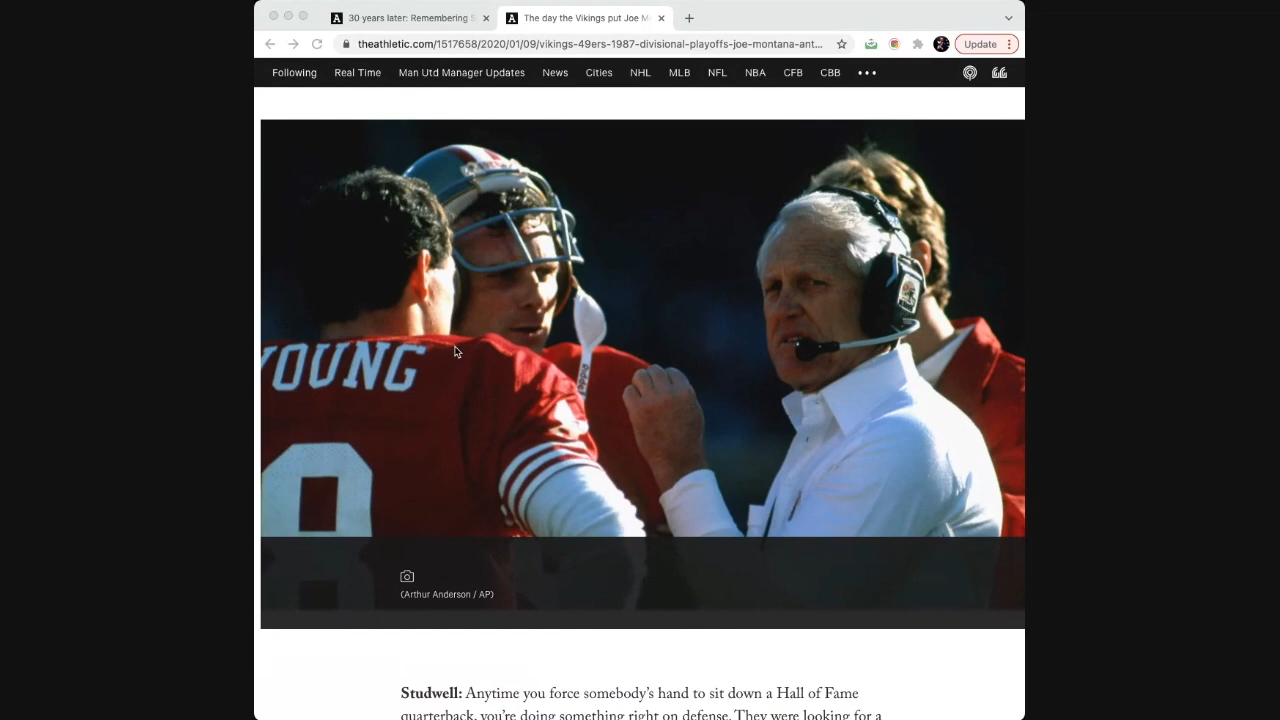 30 years later: Remembering S
The day the Vikings put Joe M
theathletic.com/1517658/2020/01/09/vikings-49ers-1987-divisional-playoffs-joe-montana-ant...
Update
Following Real Time Man Utd Manager Updates News Cities NHL MLB NFL NBA CFB CBB
YOUNG
8
(Arthur Anderson / AP)
Studwell: Anytime you force somebody's hand to sit down a Hall of Fame
quarterback, you're doing something right on defense. They were looking for a